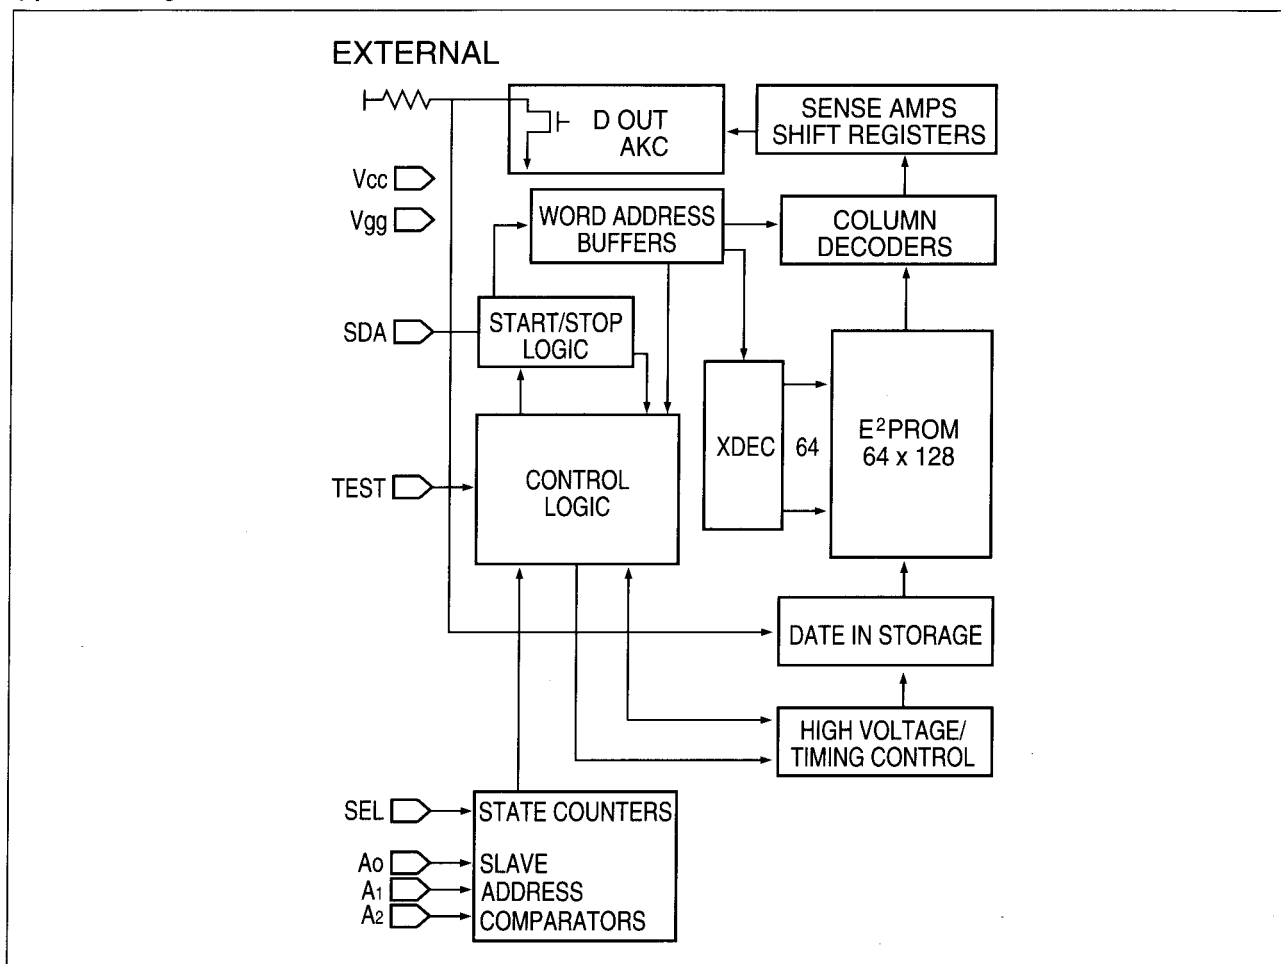 EXTERNAL
D OUT
AKC
SENSE AMPS
SHIFT REGISTERS
Vcc
Vgg
WORD ADDRESS
BUFFERS
COLUMN
DECODERS
SDA
START/STOP
LOGIC
XDEC
64
E²PROM
64 x 128
TEST
CONTROL
LOGIC
DATE IN STORAGE
HIGH VOLTAGE/
TIMING CONTROL
SEL
STATE COUNTERS
A0
SLAVE
A1
ADDRESS
A2
COMPARATORS